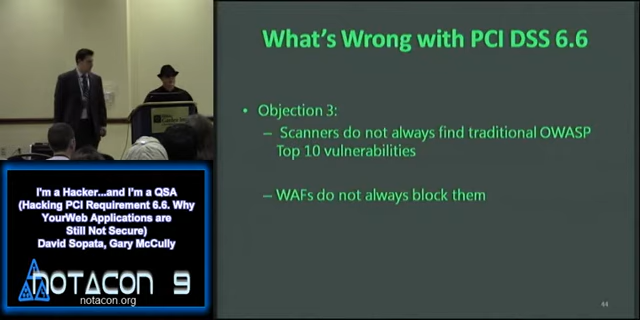 What's Wrong with PCI DSS 6.6
• Objection 3:
– Scanners do not always find traditional OWASP
Top 10 vulnerabilities
– WAFs do not always block them
44
I'm a Hacker...and I'm a QSA
(Hacking PCI Requirement 6.6. Why
YourWeb Applications are
Still Not Secure)
David Sopata, Gary McCully
NOTACON 9
notacon.org